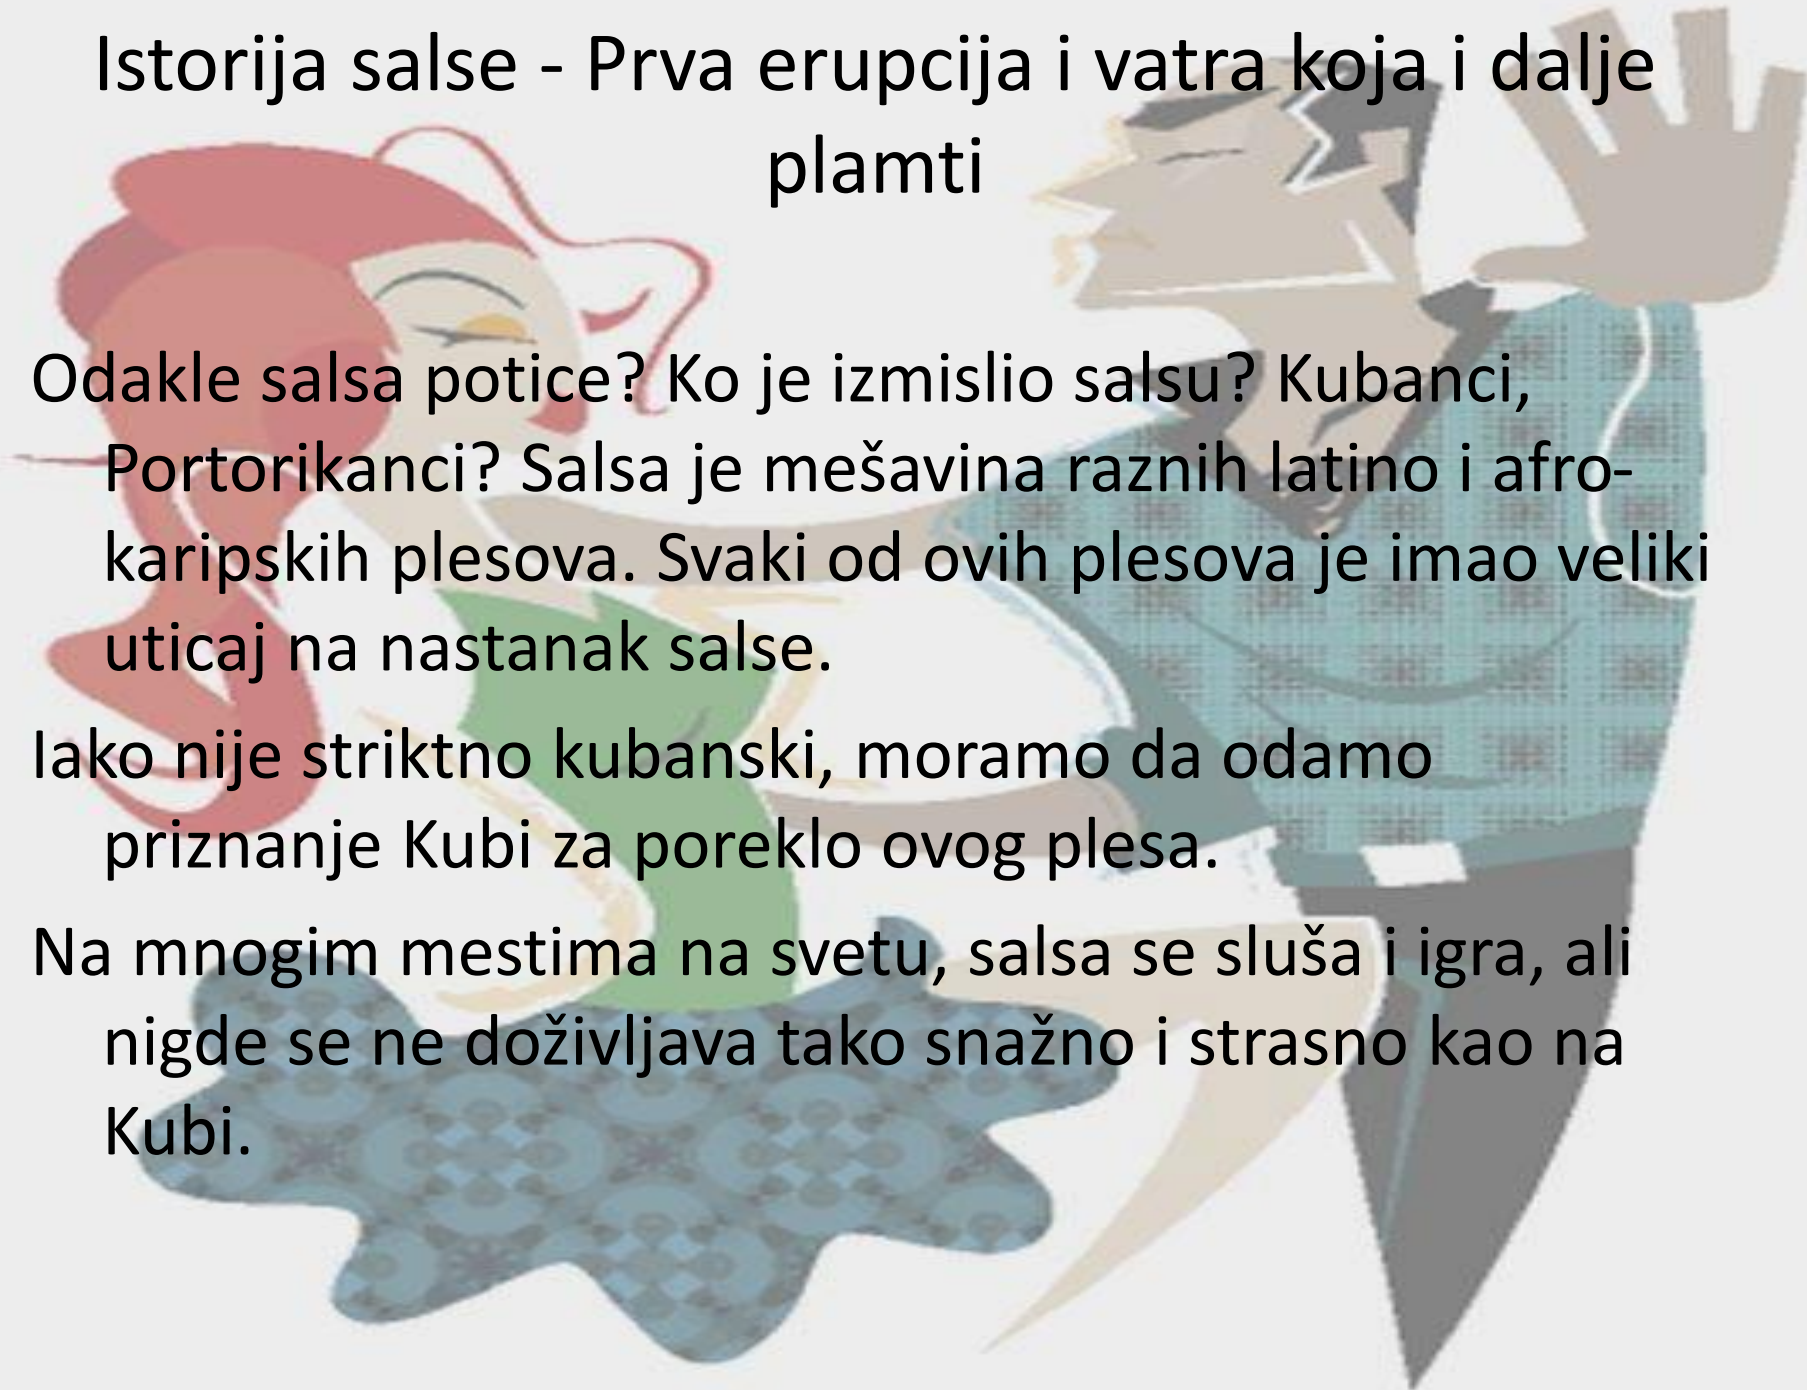 Istorija salse - Prva erupcija i vatra koja i dalje
plamti
Odakle salsa potice? Ko je izmislio salsu? Kubanci,
Portorikanci? Salsa je mešavina raznih latino i afro-
karipskih plesova. Svaki od ovih plesova je imao veliki
uticaj na nastanak salse.
Iako nije striktno kubanski, moramo da odamo
priznanje Kubi za poreklo ovog plesa.
Na mnogim mestima na svetu, salsa se sluša i igra, ali
nigde se ne doživljava tako snažno i strasno kao na
Kubi.